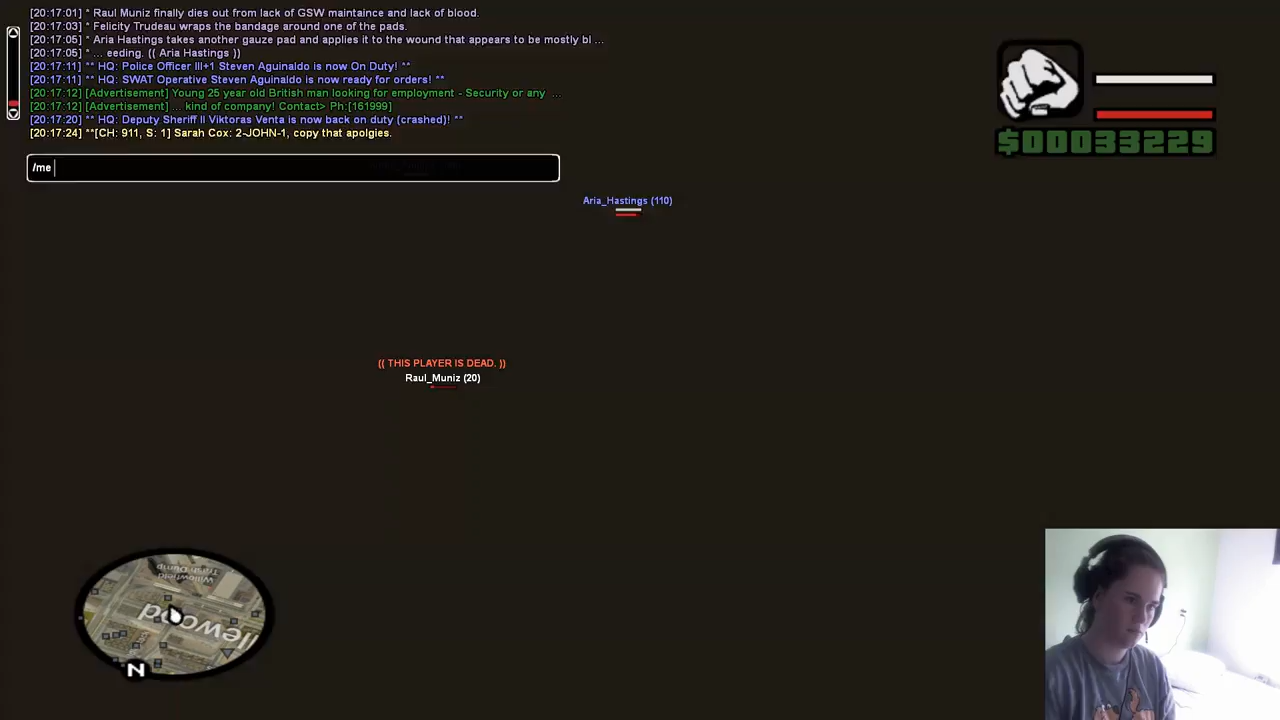 [20:17:01] * Raul Muniz finally dies out from lack of GSW maintaince and lack of blood.
[20:17:03] * Felicity Trudeau wraps the bandage around one of the pads.
[20:17:05] * Aria Hastings takes another gauze pad and applies it to the wound that appears to be mostly bl ...
[20:17:05] * ... eeding. (( Aria Hastings ))
[20:17:11] ** HQ: Police Officer III+1 Steven Aguinaldo is now On Duty! **
[20:17:11] ** HQ: SWAT Operative Steven Aguinaldo is now ready for orders! **
[20:17:12] [Advertisement] Young 25 year old British man looking for employment - Security or any ...
[20:17:12] [Advertisement] ... kind of company! Contact> Ph:[161999]
[20:17:20] ** HQ: Deputy Sheriff II Viktoras Venta is now back on duty (crashed)! **
[20:17:24] **[CH: 911, S: 1] Sarah Cox: 2-JOHN-1, copy that apolgies.
$00033229
/me
Aria_Hastings (110)
(( THIS PLAYER IS DEAD. ))
Raul_Muniz (20)
Willowfield
Trash Dump
lewood
N